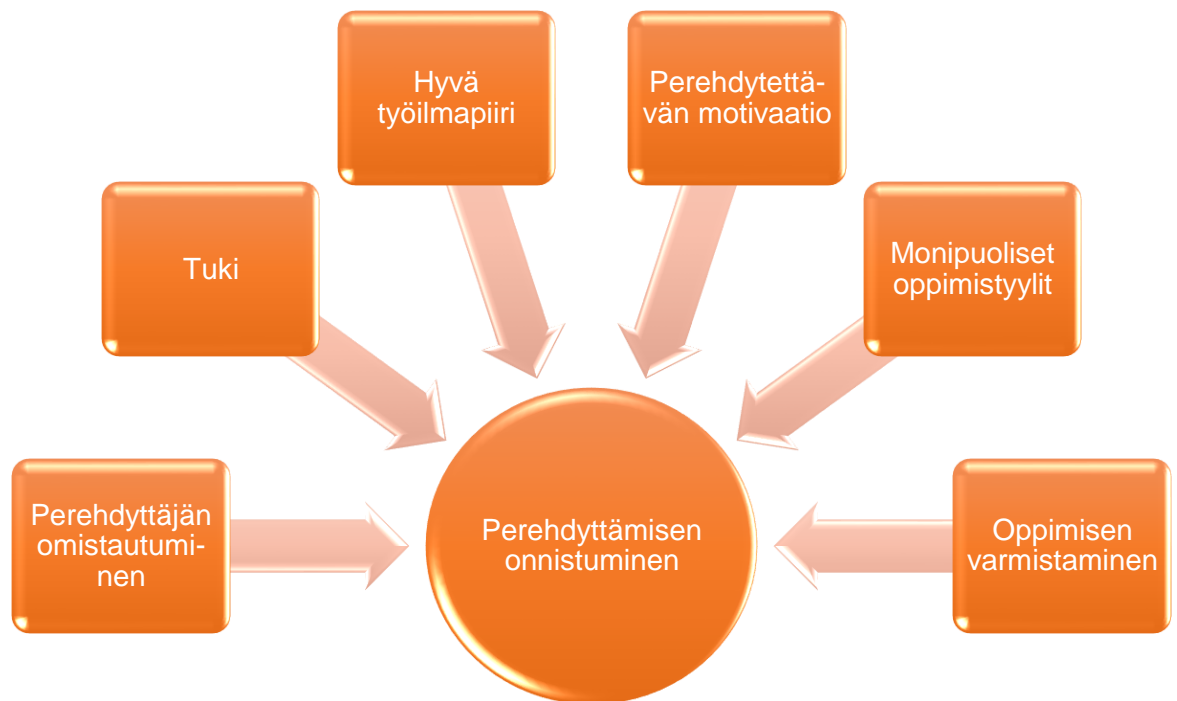 Hyvä
työilmapiiri
Perehdytettä-
vän motivaatio
Tuki
Monipuoliset
oppimistyylit
Perehdyttäjän
omistautumi-
nen
Perehdyttämisen
onnistuminen
Oppimisen
varmistaminen